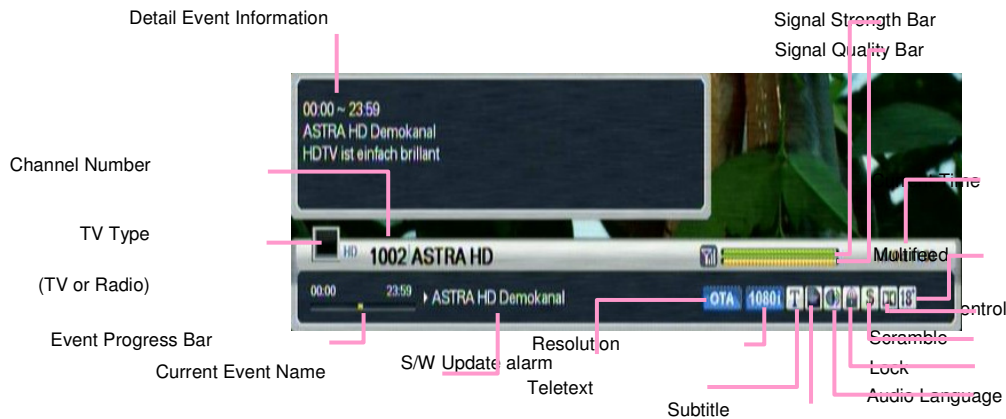 Detail Event Information
Signal Strength Bar
Signal Quality Bar
00:00 ~ 23:59
ASTRA HD Demokanal
HDTV ist einfach brillant
Channel Number
Time
TV Type
HD 1002 ASTRA HD
Multifeed
(TV or Radio)
00:00 23:59 ASTRA HD Demokanal
OTA 1080i T $ 18+
ontrol
Event Progress Bar
Resolution
Scramble
Current Event Name
S/W Update alarm
Lock
Teletext
Audio Language
Subtitle